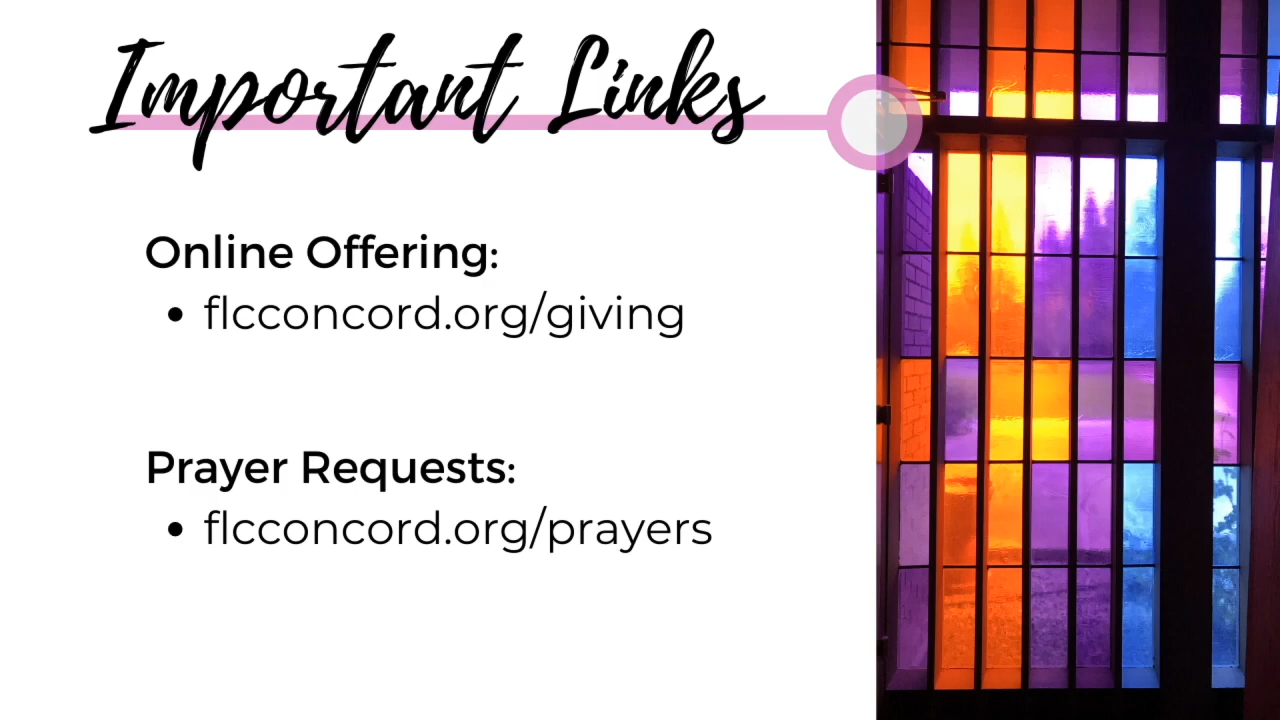 Important Links
Online Offering:
• flcconcord.org/giving
Prayer Requests:
• flcconcord.org/prayers